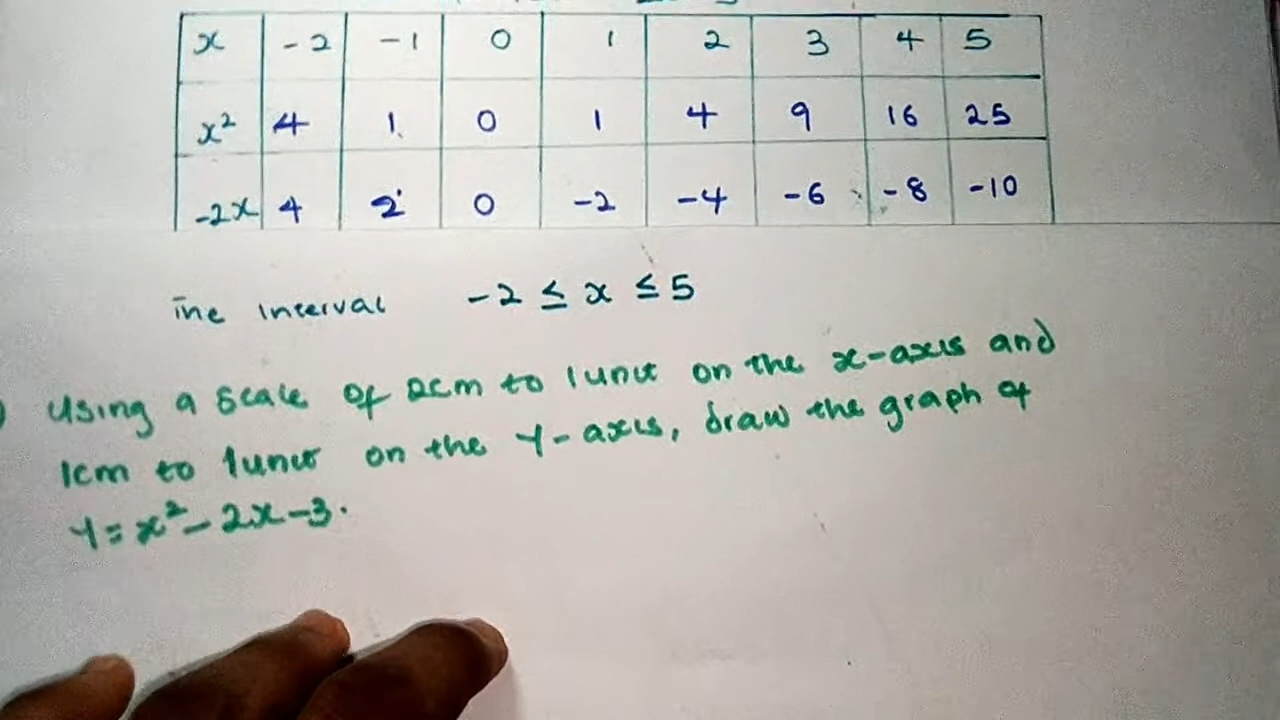 x -2 -1 0 1 2 3 4 5
x² 4 1 0 1 4 9 16 25
-2x 4 2 0 -2 -4 -6 -8 -10
The interval -2 ≤ x ≤ 5
) Using a scale of 2cm to 1unit on the x-axis and
1cm to 1unit on the Y-axis, draw the graph of
Y = x² - 2x - 3.